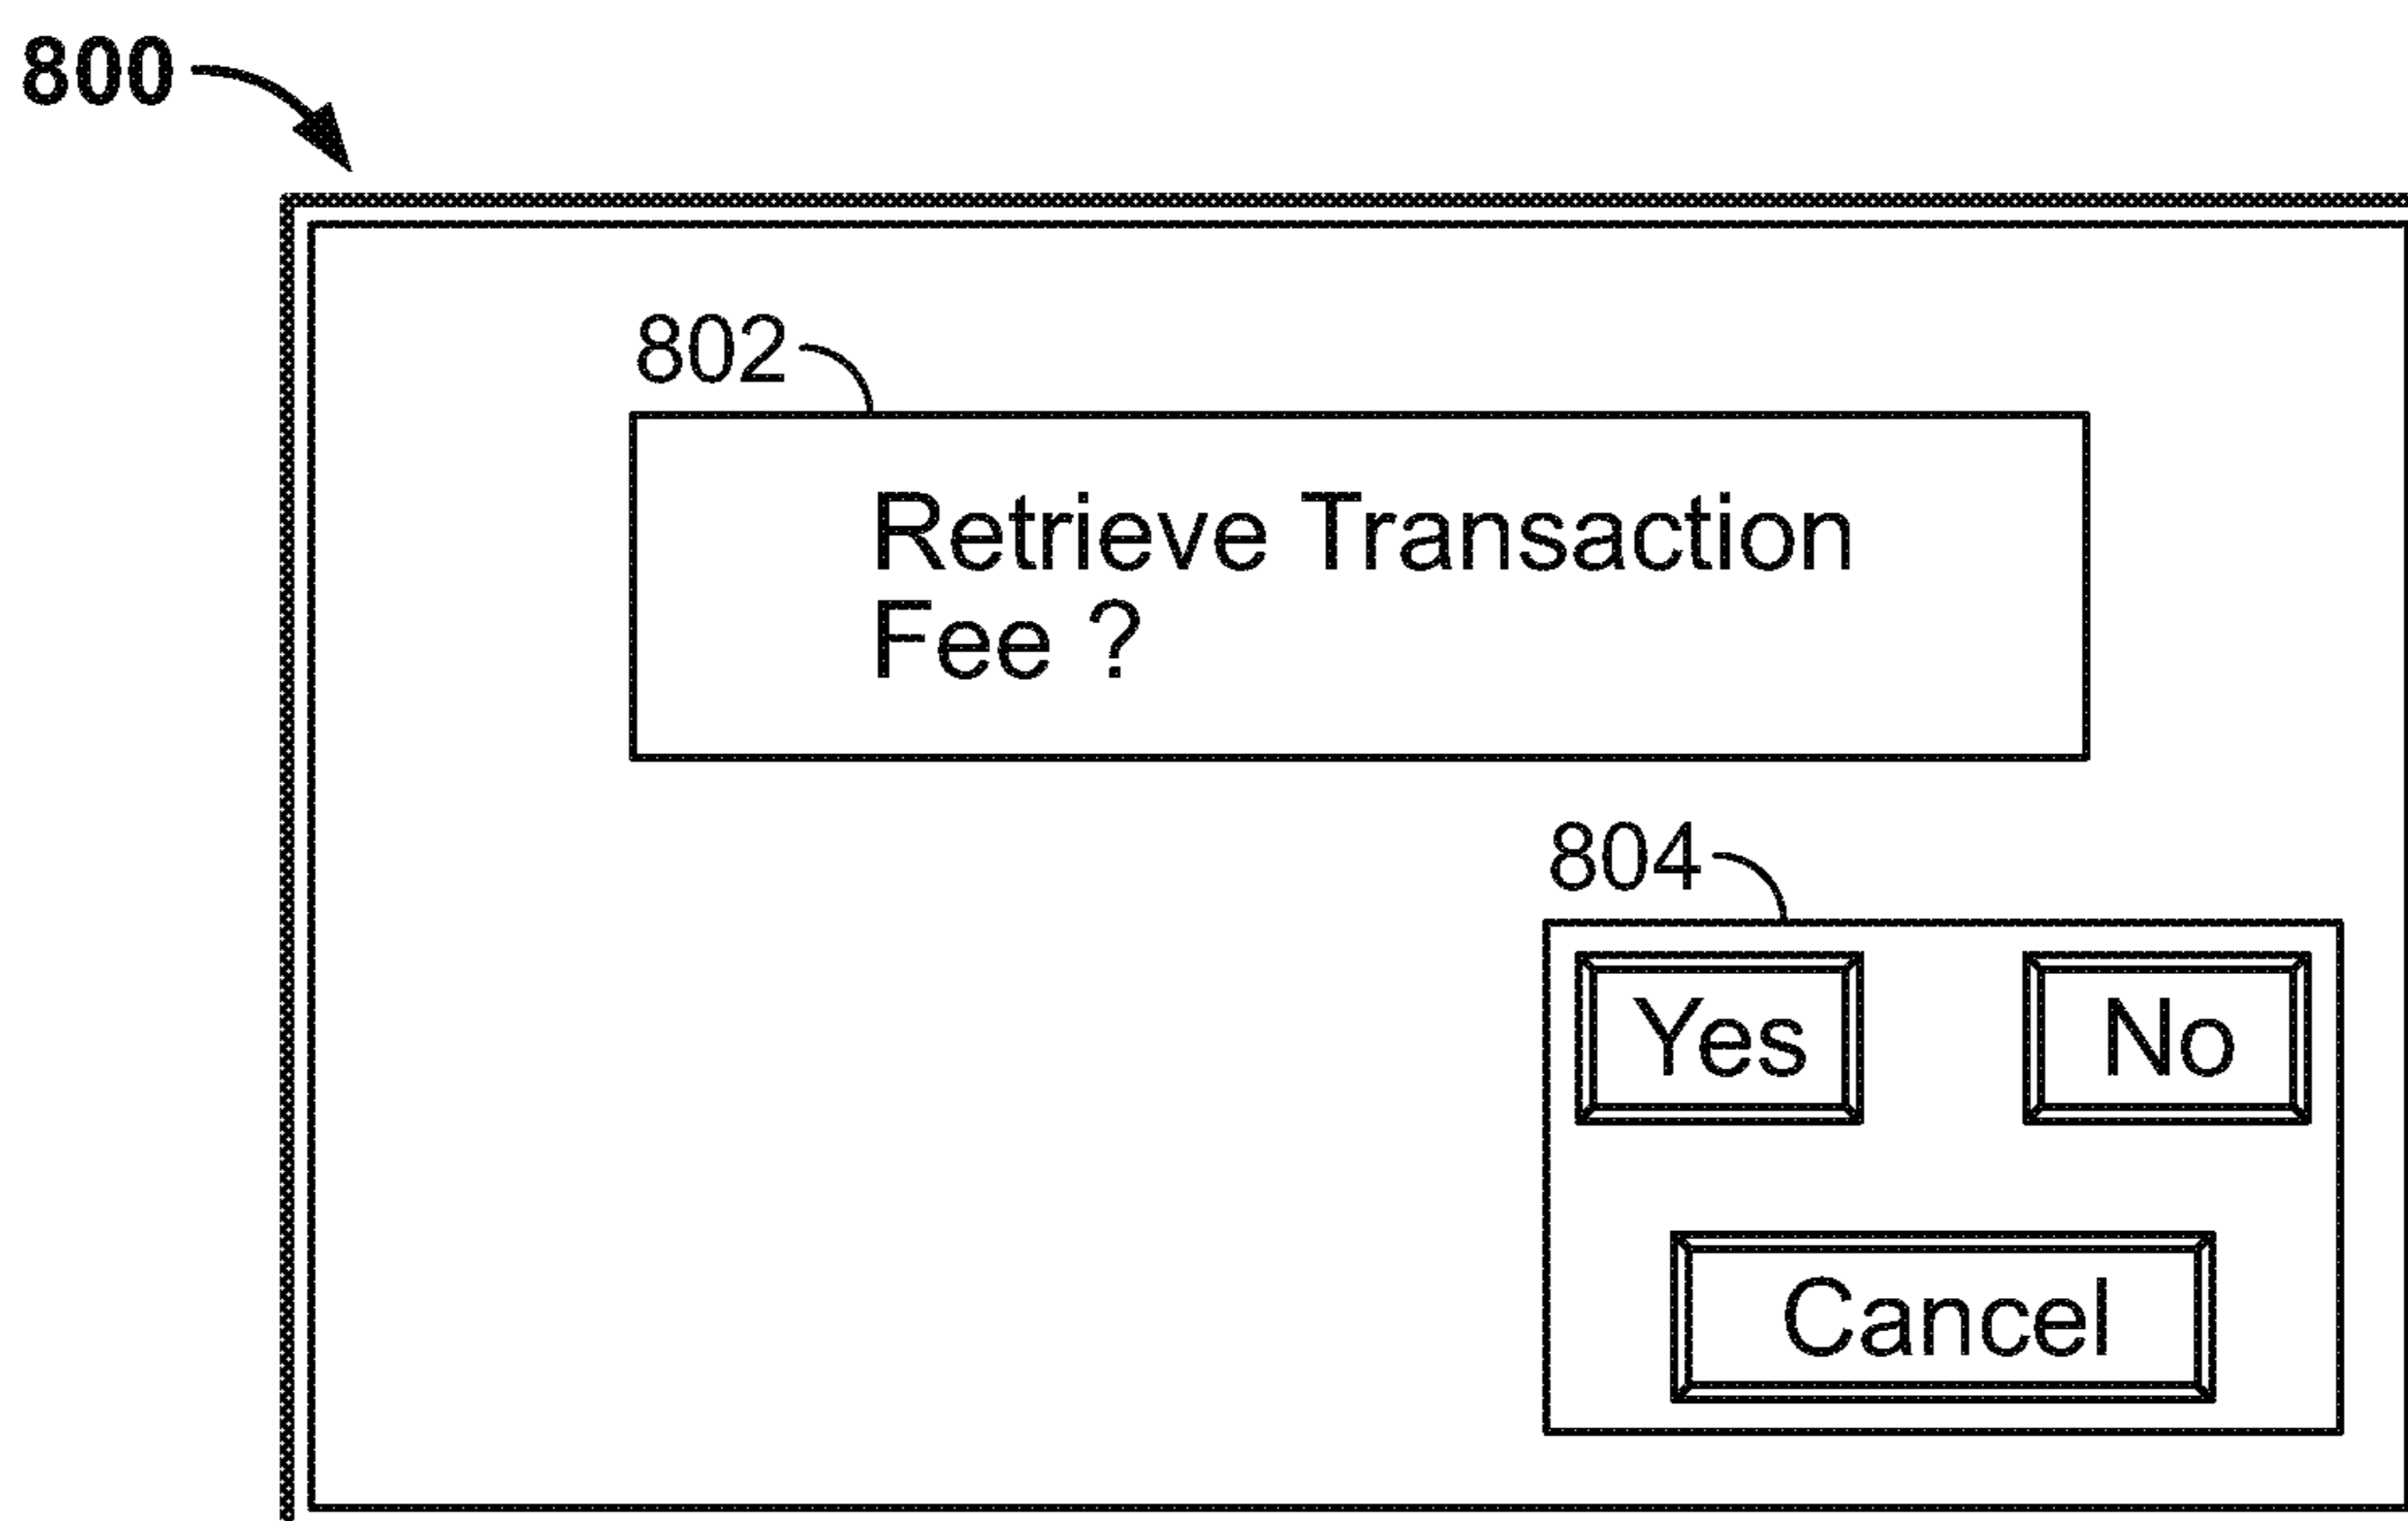 800
802
Retrieve Transaction
Fee ?
804
Yes No
Cancel